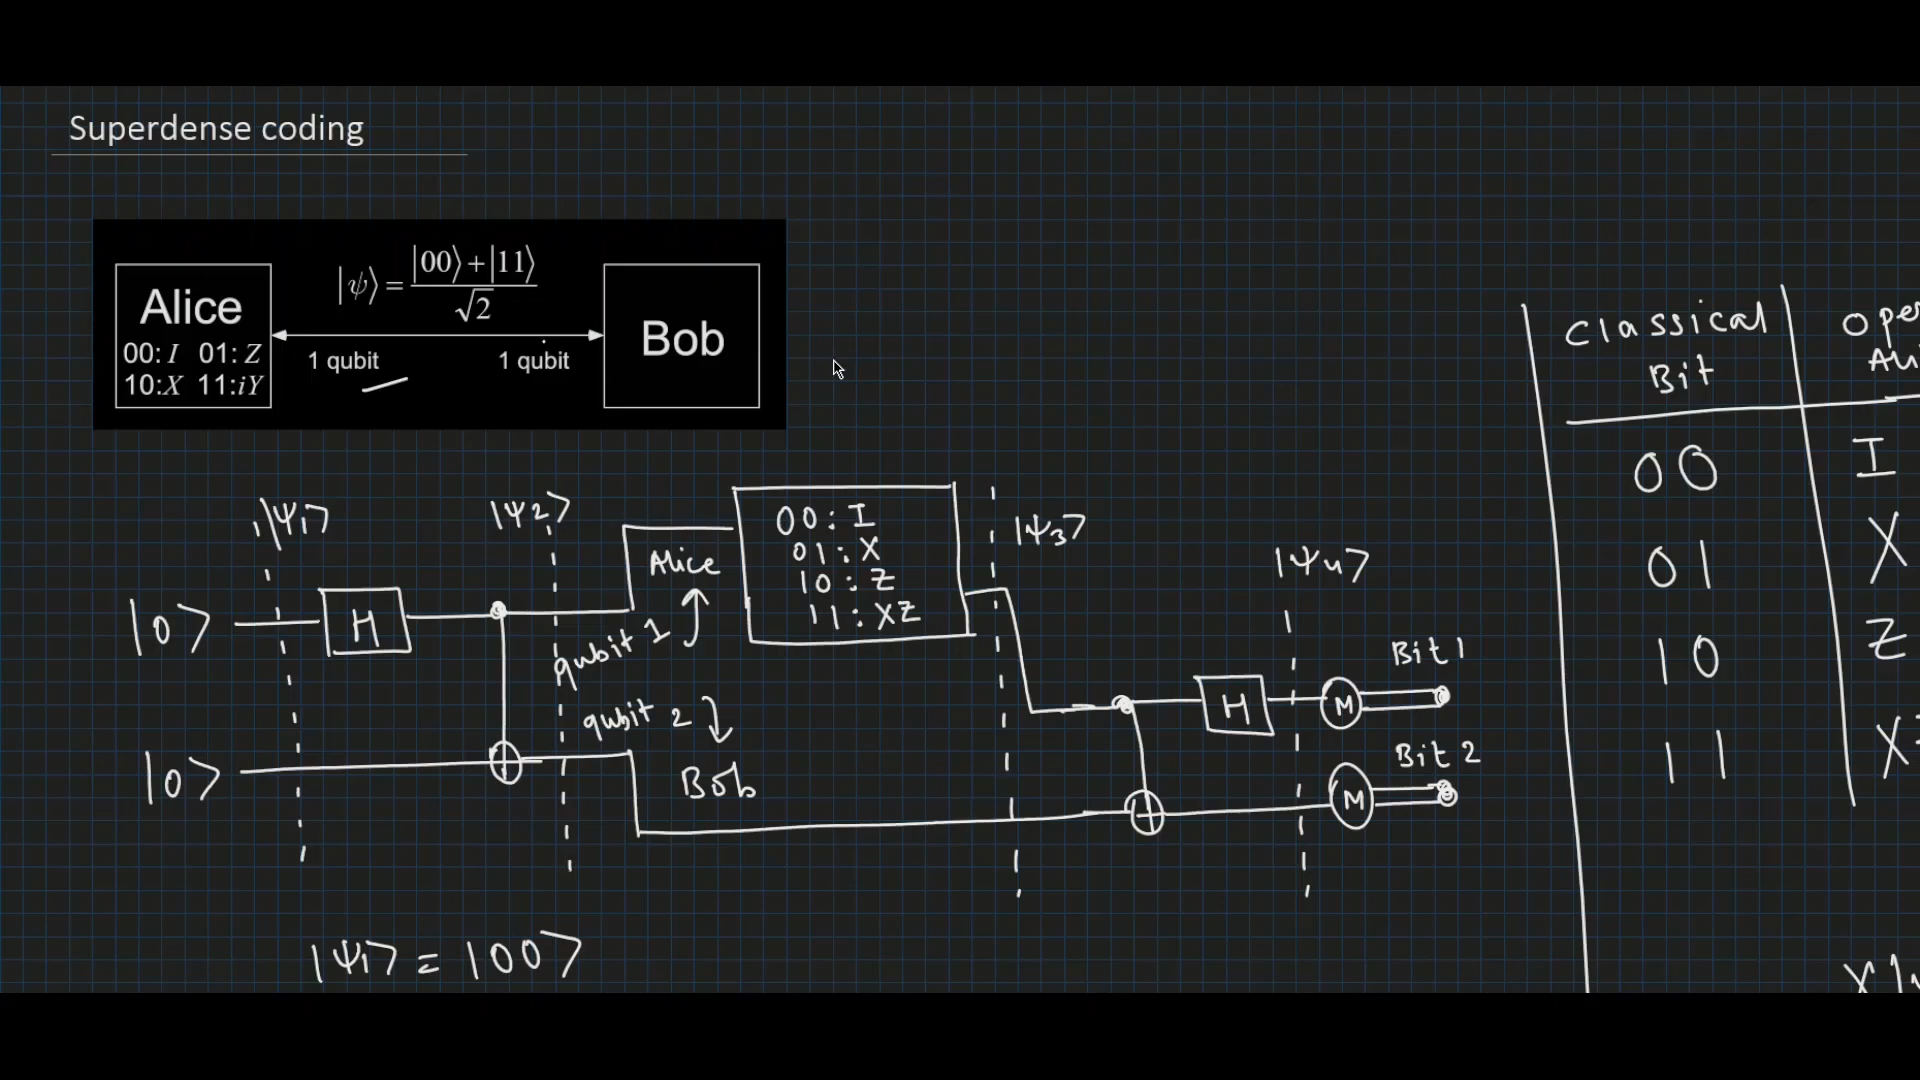 Superdense coding
Alice
00: I 01: Z
10:X 11:iY
|ψ⟩ = |00⟩+|11⟩ / √2
1 qubit
1 qubit
Bob
|Ψ1⟩
|Ψ2⟩
|Ψ3⟩
|Ψ4⟩
|0⟩
H
Alice
qubit 1
00: I
01: X
10: Z
11: XZ
|0⟩
qubit 2
Bob
H
M
Bit 1
M
Bit 2
|Ψ1⟩ = |00⟩
Classical
Bit
00 I
01 X
10 Z
11 X